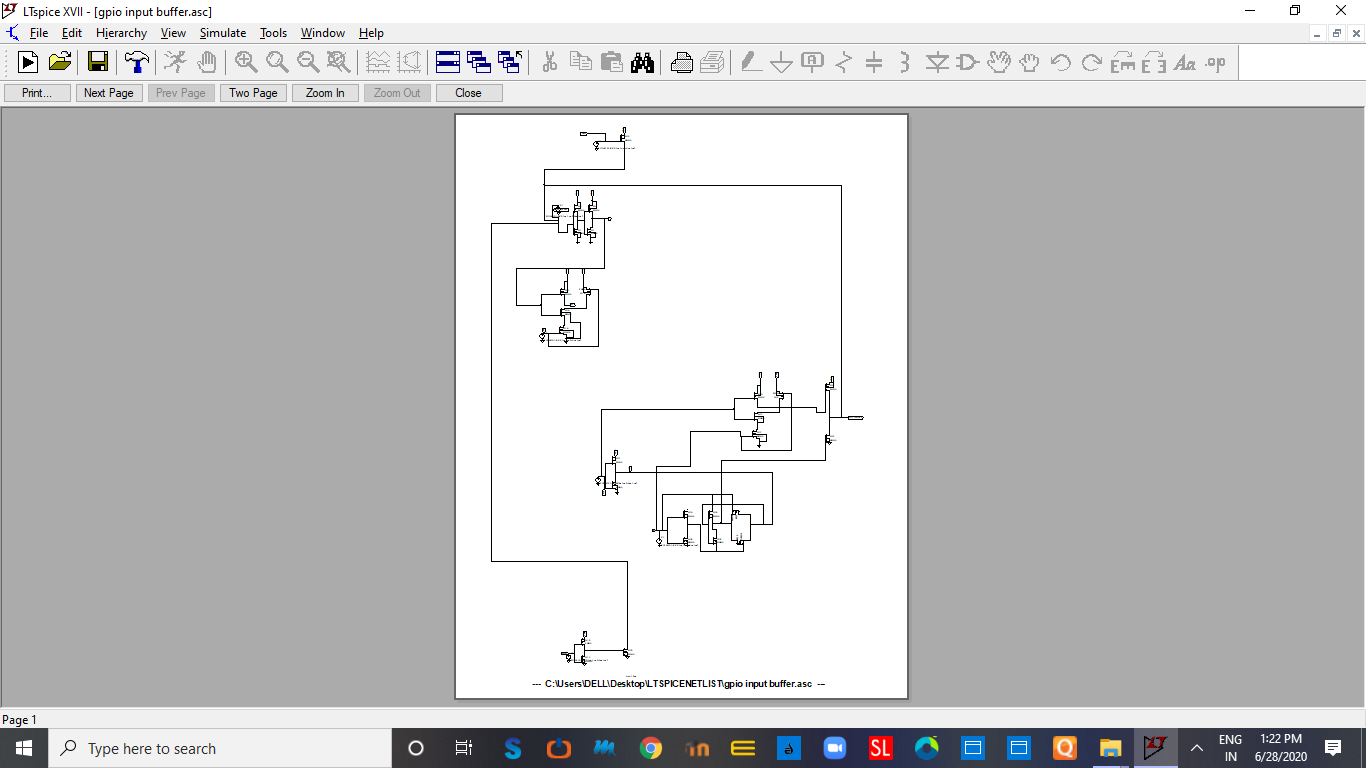 LTspice XVII - [gpio input buffer.asc]
File Edit Hierarchy View Simulate Tools Window Help
Print... Next Page Prev Page Two Page Zoom In Zoom Out Close
--- C:\Users\DELL\Desktop\LTSPICENETLIST\gpio input buffer.asc ---
Page 1
Type here to search
ENG
IN
1:22 PM
6/28/2020